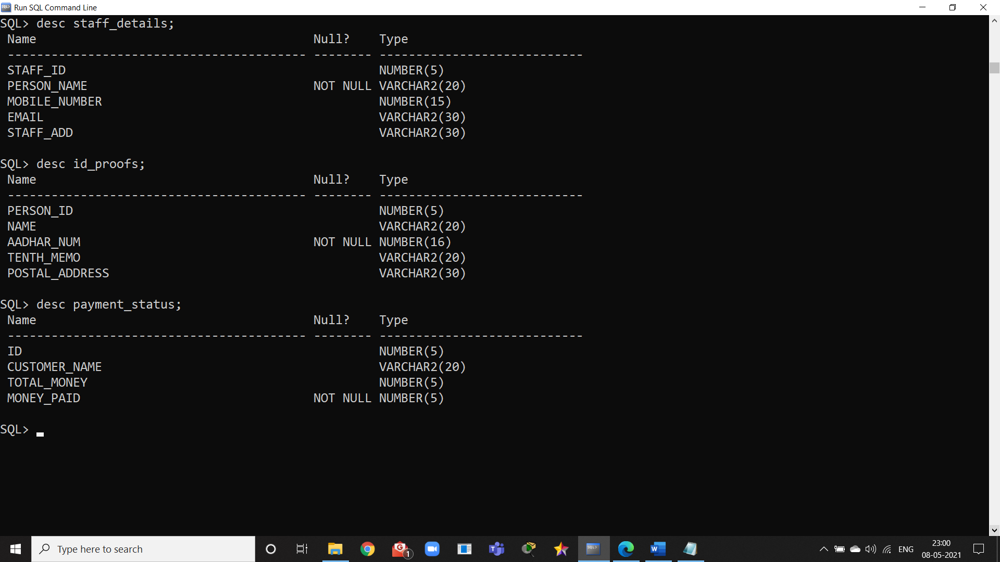 Run SQL Command Line
SQL> desc staff_details;
 Name                                      Null?    Type
 ----------------------------------------- -------- ----------------------------
 STAFF_ID                                           NUMBER(5)
 PERSON_NAME                               NOT NULL VARCHAR2(20)
 MOBILE_NUMBER                                      NUMBER(15)
 EMAIL                                              VARCHAR2(30)
 STAFF_ADD                                          VARCHAR2(30)

SQL> desc id_proofs;
 Name                                      Null?    Type
 ----------------------------------------- -------- ----------------------------
 PERSON_ID                                          NUMBER(5)
 NAME                                               VARCHAR2(20)
 AADHAR_NUM                                NOT NULL NUMBER(16)
 TENTH_MEMO                                         VARCHAR2(20)
 POSTAL_ADDRESS                                     VARCHAR2(30)

SQL> desc payment_status;
 Name                                      Null?    Type
 ----------------------------------------- -------- ----------------------------
 ID                                                 NUMBER(5)
 CUSTOMER_NAME                                      VARCHAR2(20)
 TOTAL_MONEY                                        NUMBER(5)
 MONEY_PAID                                NOT NULL NUMBER(5)

SQL> 
Type here to search
1
ENG
23:00
08-05-2021